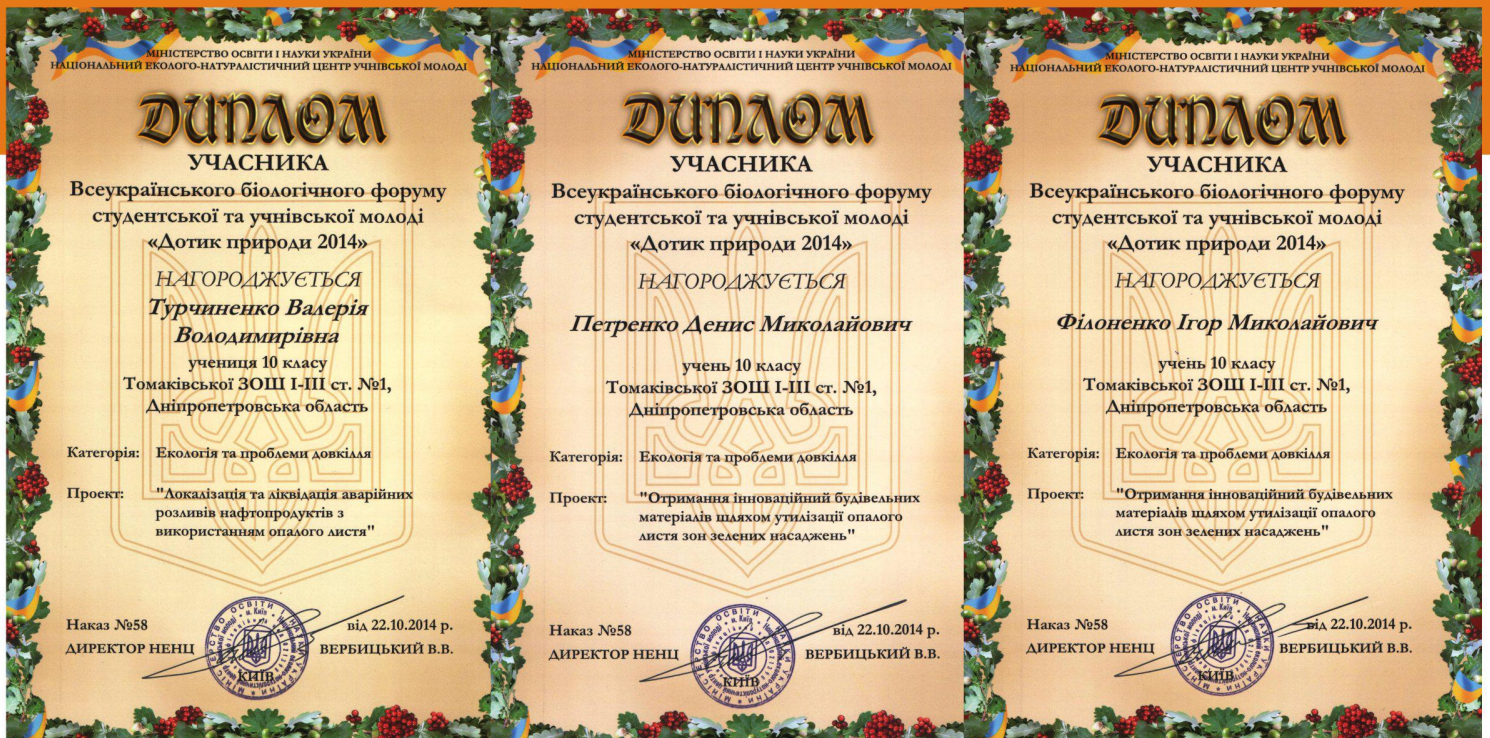 МІНІСТЕРСТВО ОСВІТИ І НАУКИ УКРАЇНИ
НАЦІОНАЛЬНИЙ ЕКОЛОГО-НАТУРАЛІСТИЧНИЙ ЦЕНТР УЧНІВСЬКОЇ МОЛОДІ
ДИПЛОМ
УЧАСНИКА
Всеукраїнського біологічного форуму
студентської та учнівської молоді
«Дотик природи 2014»
НАГОРОДЖУЄТЬСЯ
Турчиненко Валерія
Володимирівна
учениця 10 класу
Томаківської ЗОШ І-ІІІ ст. №1,
Дніпропетровська область
Категорія: Екологія та проблеми довкілля
Проект: "Локалізація та ліквідація аварійних
розливів нафтопродуктів з
використанням опалого листя"
Наказ №58 від 22.10.2014 р.
ДИРЕКТОР НЕНЦ ВЕРБИЦЬКИЙ В.В.
КИЇВ
МІНІСТЕРСТВО ОСВІТИ І НАУКИ УКРАЇНИ
НАЦІОНАЛЬНИЙ ЕКОЛОГО-НАТУРАЛІСТИЧНИЙ ЦЕНТР УЧНІВСЬКОЇ МОЛОДІ
ДИПЛОМ
УЧАСНИКА
Всеукраїнського біологічного форуму
студентської та учнівської молоді
«Дотик природи 2014»
НАГОРОДЖУЄТЬСЯ
Петренко Денис Миколайович
учень 10 класу
Томаківської ЗОШ І-ІІІ ст. №1,
Дніпропетровська область
Категорія: Екологія та проблеми довкілля
Проект: "Отримання інноваційний будівельних
матеріалів шляхом утилізації опалого
листя зон зелених насаджень"
Наказ №58 від 22.10.2014 р.
ДИРЕКТОР НЕНЦ ВЕРБИЦЬКИЙ В.В.
КИЇВ
МІНІСТЕРСТВО ОСВІТИ І НАУКИ УКРАЇНИ
НАЦІОНАЛЬНИЙ ЕКОЛОГО-НАТУРАЛІСТИЧНИЙ ЦЕНТР УЧНІВСЬКОЇ МОЛОДІ
ДИПЛОМ
УЧАСНИКА
Всеукраїнського біологічного форуму
студентської та учнівської молоді
«Дотик природи 2014»
НАГОРОДЖУЄТЬСЯ
Філоненко Ігор Миколайович
учень 10 класу
Томаківської ЗОШ І-ІІІ ст. №1,
Дніпропетровська область
Категорія: Екологія та проблеми довкілля
Проект: "Отримання інноваційний будівельних
матеріалів шляхом утилізації опалого
листя зон зелених насаджень"
Наказ №58 від 22.10.2014 р.
ДИРЕКТОР НЕНЦ ВЕРБИЦЬКИЙ В.В.
КИЇВ